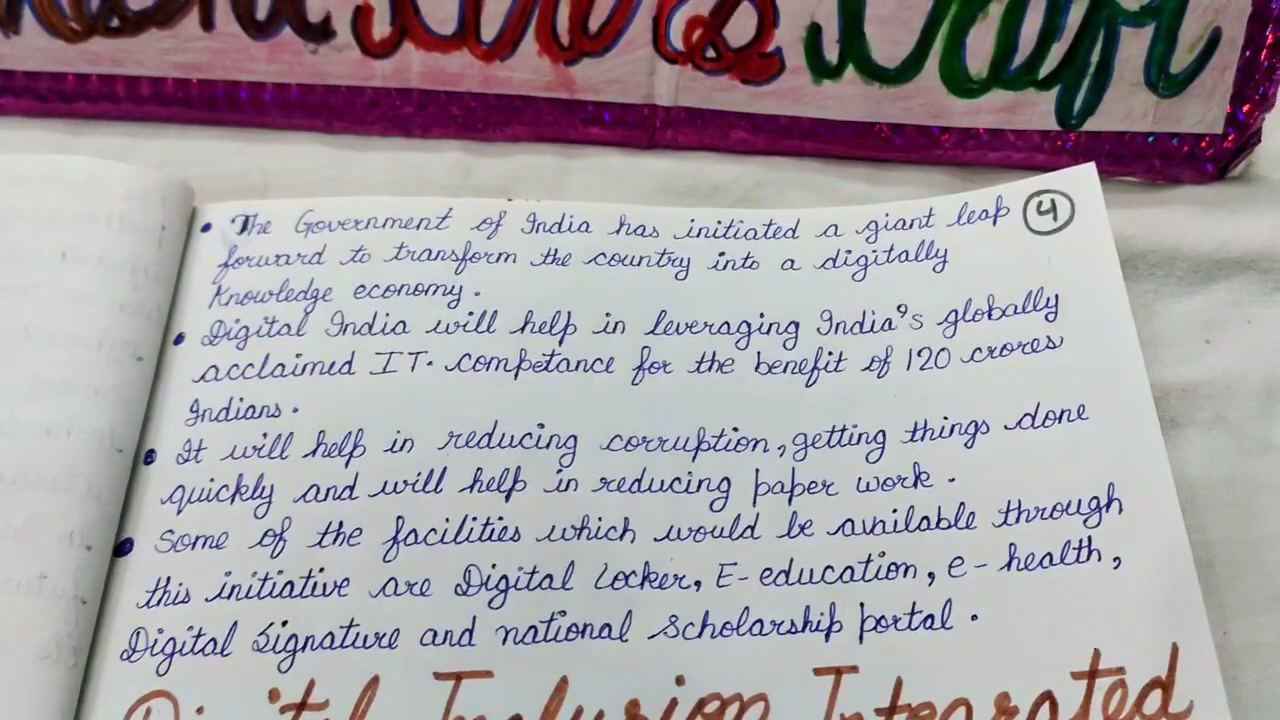 • The Government of India has initiated a giant leap 4
forward to transform the country into a digitally
Knowledge economy.
• Digital India will help in leveraging India's globally
acclaimed IT. competance for the benefit of 120 crores
Indians.
• It will help in reducing corruption, getting things done
quickly and will help in reducing paper work.
• Some of the facilities which would be available through
this initiative are Digital Locker, E-education, e-health,
Digital Signature and national Scholarship portal.
Digital Inclusion Integrated